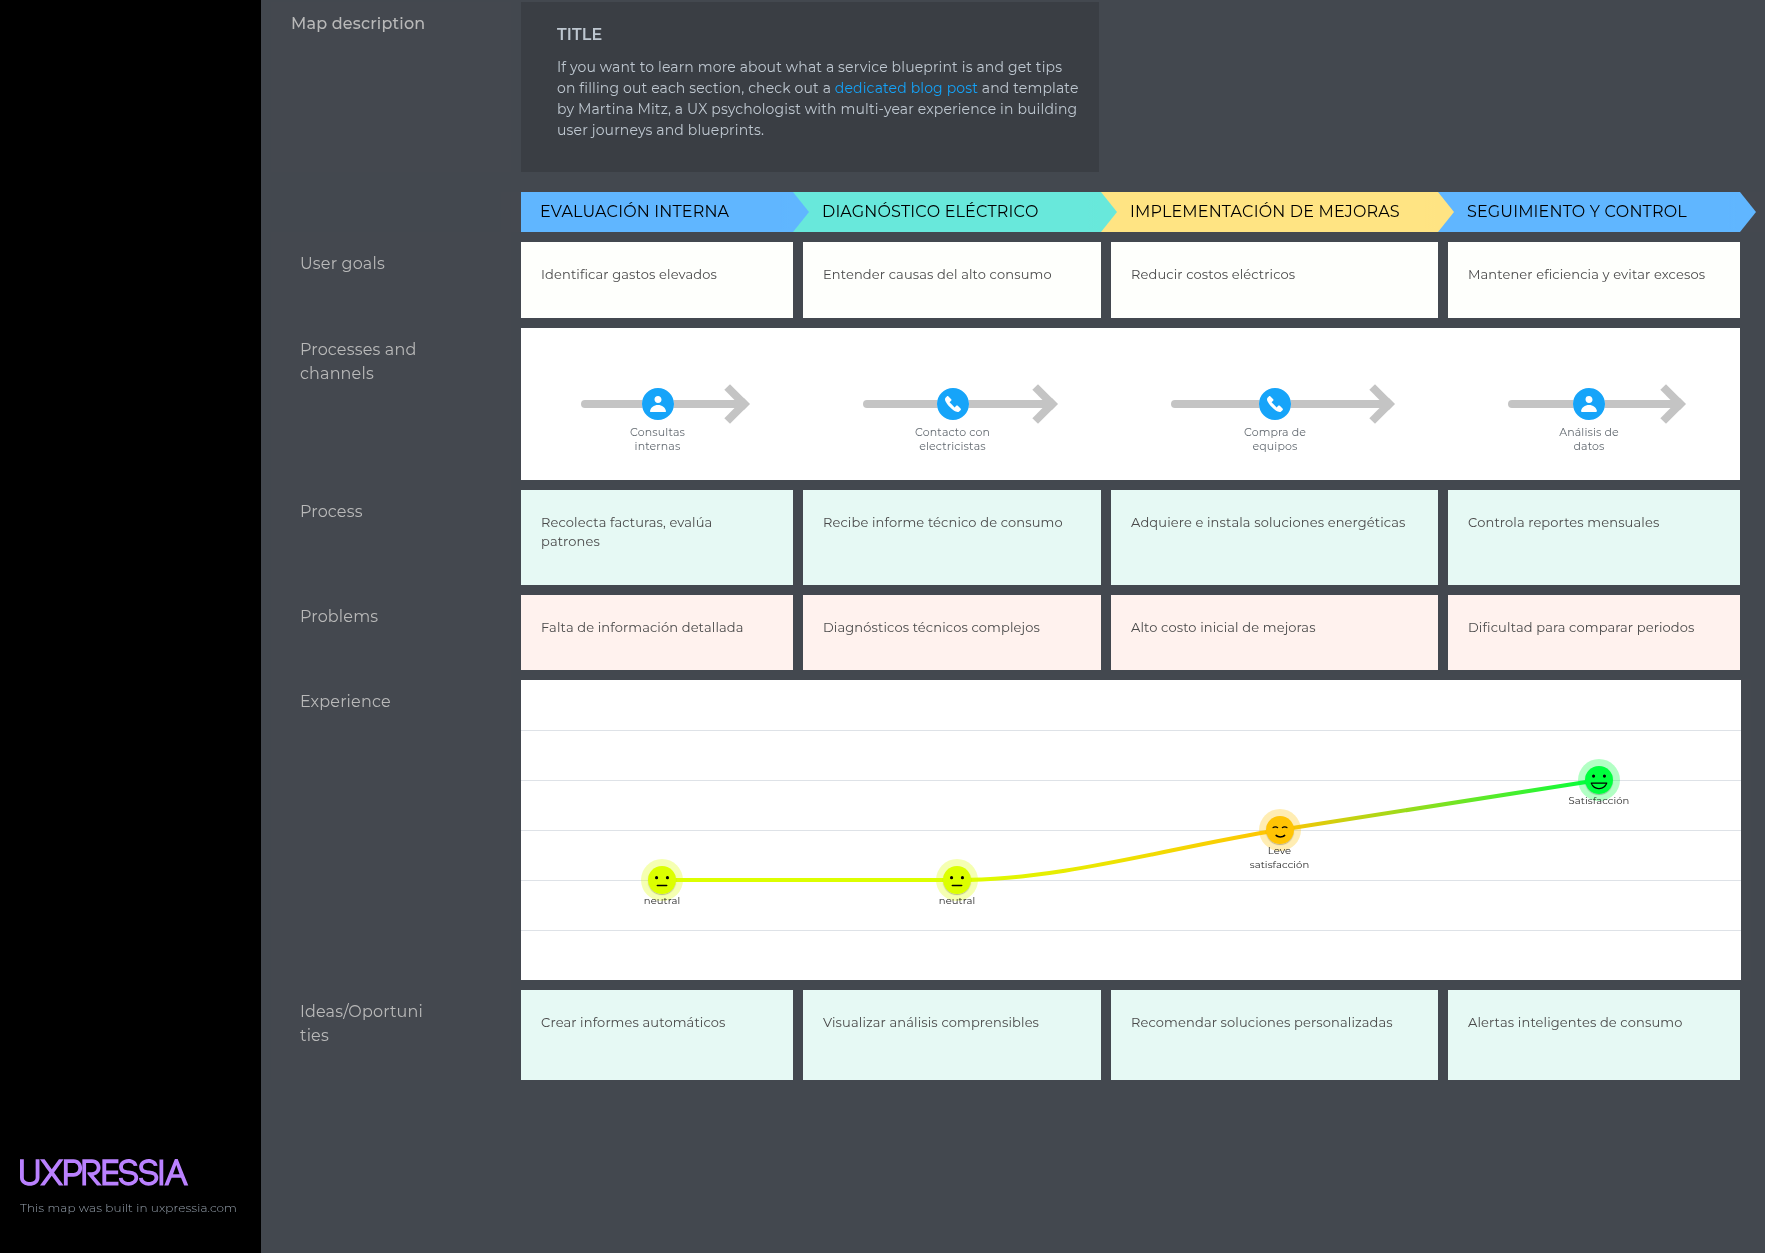 Map description
TITLE
If you want to learn more about what a service blueprint is and get tips
on filling out each section, check out a dedicated blog post and template
by Martina Mitz, a UX psychologist with multi-year experience in building
user journeys and blueprints.
EVALUACIÓN INTERNA
DIAGNÓSTICO ELÉCTRICO
IMPLEMENTACIÓN DE MEJORAS
SEGUIMIENTO Y CONTROL
User goals
Identificar gastos elevados
Entender causas del alto consumo
Reducir costos eléctricos
Mantener eficiencia y evitar excesos
Processes and
channels
Consultas
internas
Contacto con
electricistas
Compra de
equipos
Análisis de
datos
Process
Recolecta facturas, evalúa
patrones
Recibe informe técnico de consumo
Adquiere e instala soluciones energéticas
Controla reportes mensuales
Problems
Falta de información detallada
Diagnósticos técnicos complejos
Alto costo inicial de mejoras
Dificultad para comparar periodos
Experience
neutral
neutral
Leve
satisfacción
Satisfacción
Ideas/Oportuni
ties
Crear informes automáticos
Visualizar análisis comprensibles
Recomendar soluciones personalizadas
Alertas inteligentes de consumo
UXPRESSIA
This map was built in uxpressia.com